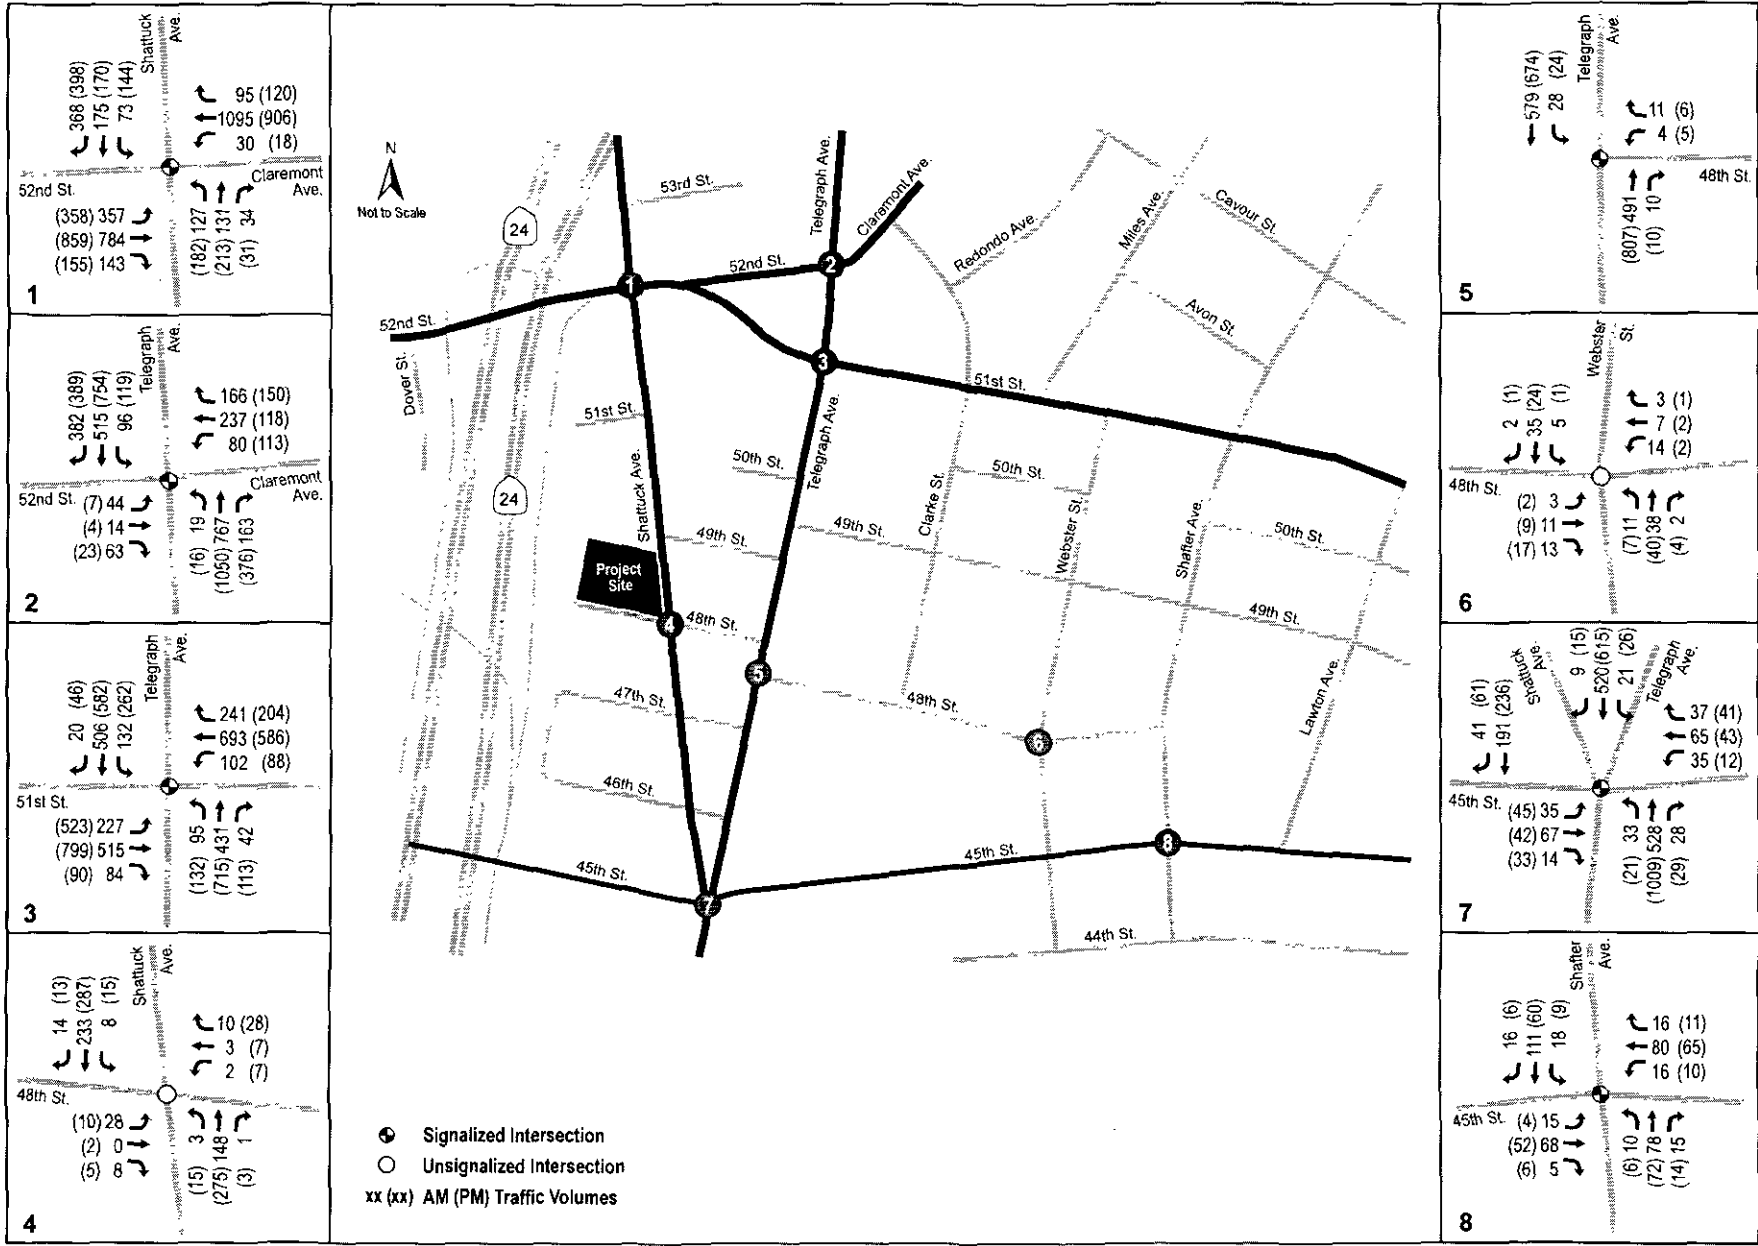 Shattuck
Ave.
368 (398)
175 (170)
73 (144)
95 (120)
1095 (906)
30 (18)
52nd St.
Claremont
Ave.
(358) 357
(859) 784
(155) 143
(182) 127
(213) 131
(31) 34
1
Telegraph
Ave.
382 (389)
515 (754)
96 (119)
166 (150)
237 (118)
80 (113)
52nd St.
Claremont
Ave.
(7) 44
(4) 14
(23) 63
(16) 19
(1050) 767
(376) 163
2
Telegraph
Ave.
20 (46)
506 (582)
132 (262)
241 (204)
693 (586)
102 (88)
51st St.
(523) 227
(799) 515
(90) 84
(132) 95
(715) 431
(113) 42
3
Shattuck
Ave.
14 (13)
233 (287)
8 (15)
10 (28)
3 (7)
2 (7)
48th St.
(10) 28
(2) 0
(5) 8
(15) 3
(275) 148
(3) 1
4
N
Not to Scale
24
53rd St.
Telegraph Ave.
Claremont Ave.
Redondo Ave.
Miles Ave.
Cavour St.
Avon St.
52nd St.
52nd St.
1
2
3
Dover St.
51st St.
51st St.
24
Shattuck Ave.
50th St.
Telegraph Ave.
Clarke St.
50th St.
Webster St.
Shafter Ave.
50th St.
49th St.
49th St.
49th St.
Project
Site
4
48th St.
5
48th St.
6
47th St.
Lawton Ave.
46th St.
45th St.
7
45th St.
8
44th St.
Signalized Intersection
Unsignalized Intersection
xx (xx) AM (PM) Traffic Volumes
Telegraph
Ave.
579 (674)
28 (24)
11 (6)
4 (5)
48th St.
(807) 491
(10) 10
5
Webster
St.
2 (1)
35 (24)
5 (1)
3 (1)
7 (2)
14 (2)
48th St.
(2) 3
(9) 11
(17) 13
(7) 11
(40) 38
(4) 2
6
Shattuck
Ave.
Telegraph
Ave.
41 (61)
191 (236)
9 (15)
520 (615)
21 (26)
37 (41)
65 (43)
35 (12)
45th St.
(45) 35
(42) 67
(33) 14
(21) 33
(1009) 528
(29) 28
7
Shafter
Ave.
16 (6)
111 (60)
18 (9)
16 (11)
80 (65)
16 (10)
45th St.
(4) 15
(52) 68
(6) 5
(6) 10
(72) 78
(14) 15
8